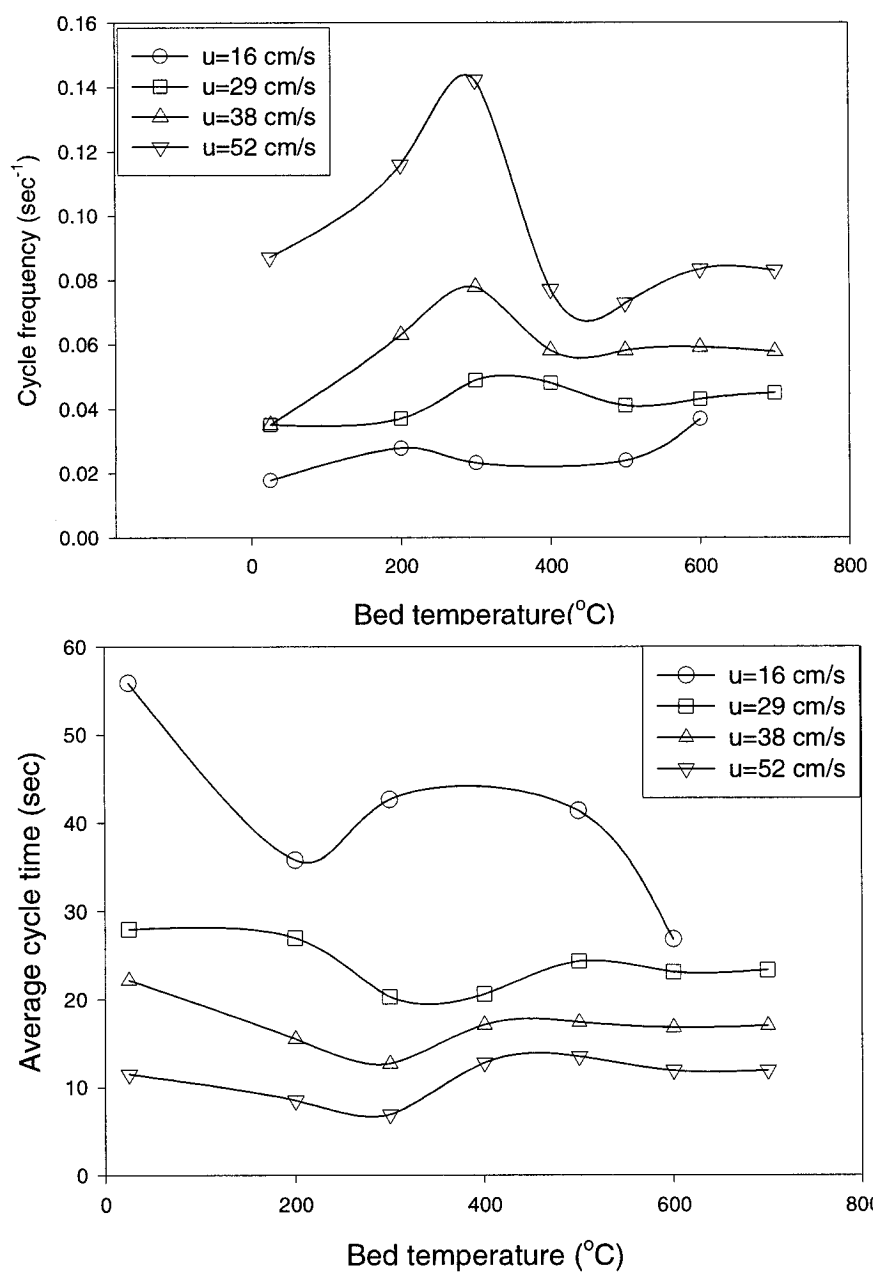 0.16
0.14
0.12
0.10
0.08
0.06
0.04
0.02
0.00
Cycle frequency (sec⁻¹)
u=16 cm/s
u=29 cm/s
u=38 cm/s
u=52 cm/s
0 200 400 600 800
Bed temperature(°C)
60
50
40
30
20
10
0
Average cycle time (sec)
u=16 cm/s
u=29 cm/s
u=38 cm/s
u=52 cm/s
0 200 400 600 800
Bed temperature (°C)